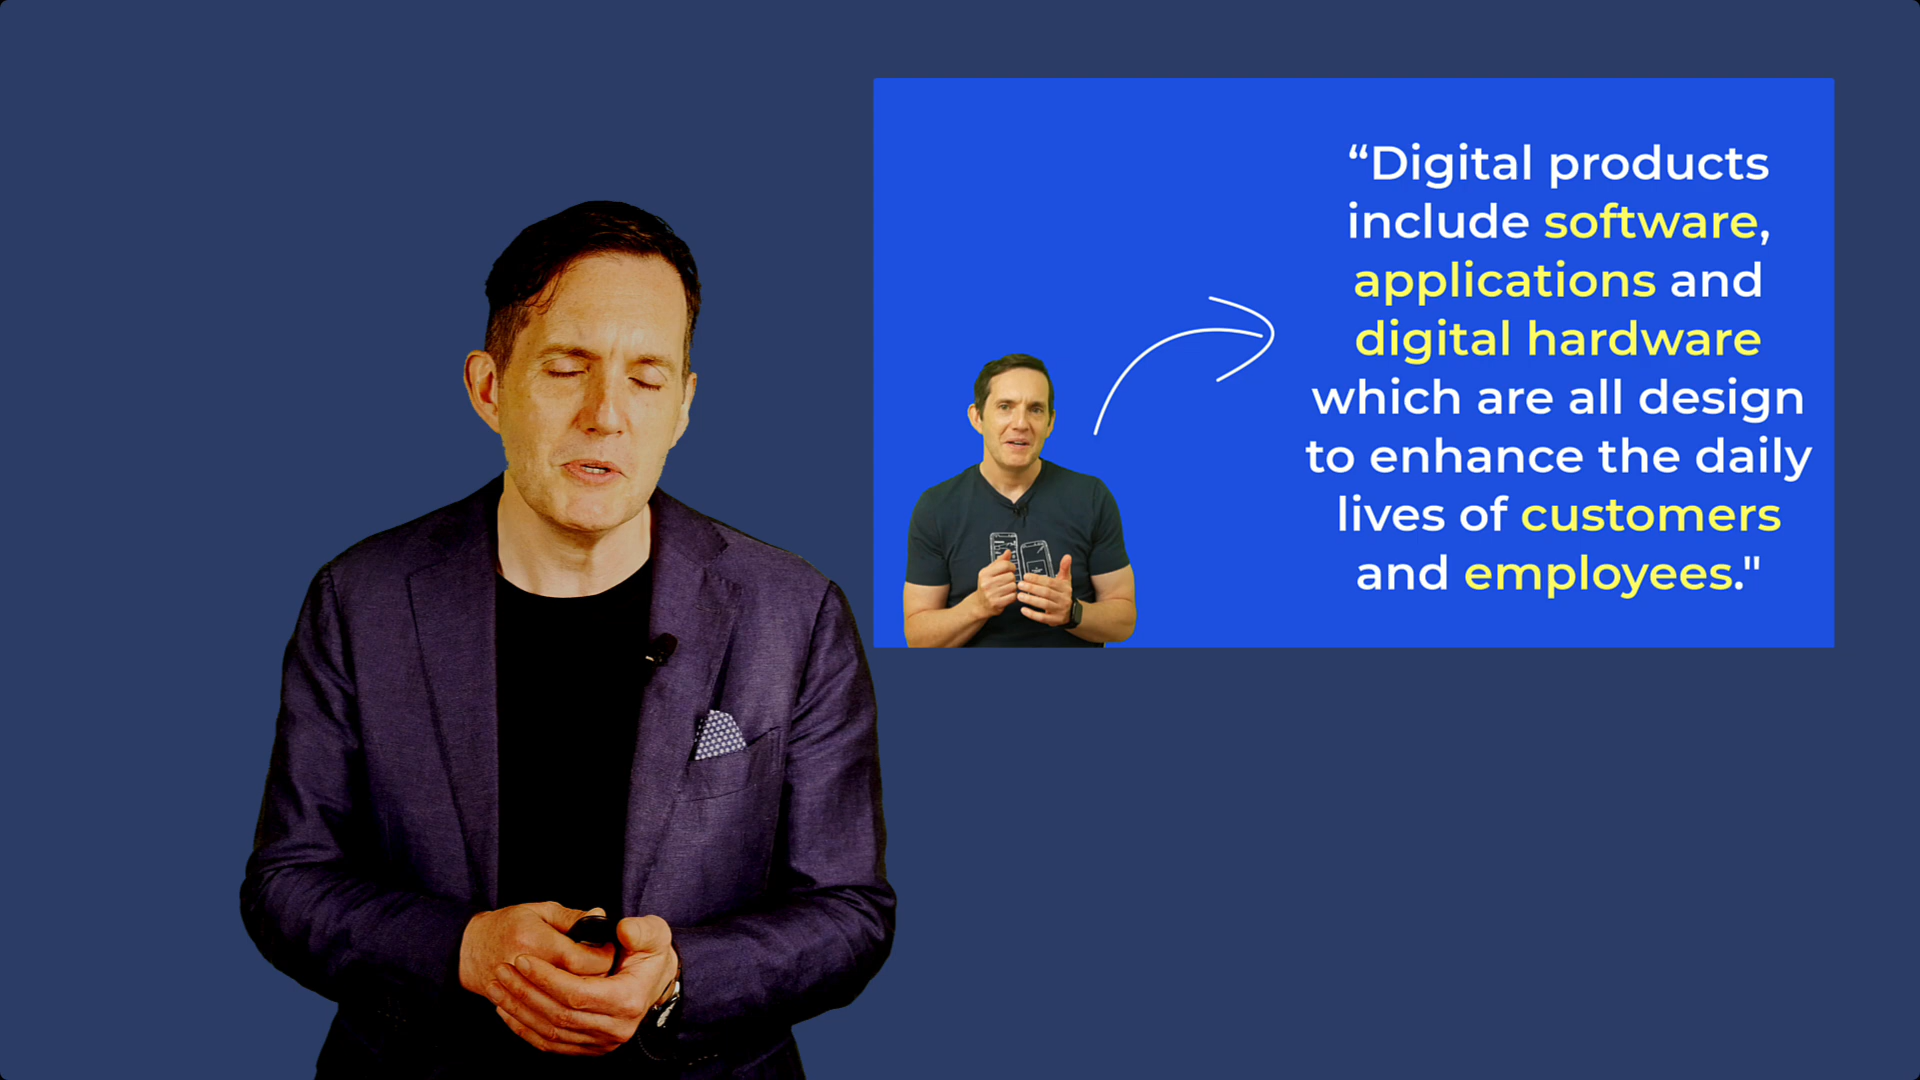 “Digital products
include software,
applications and
digital hardware
which are all design
to enhance the daily
lives of customers
and employees."